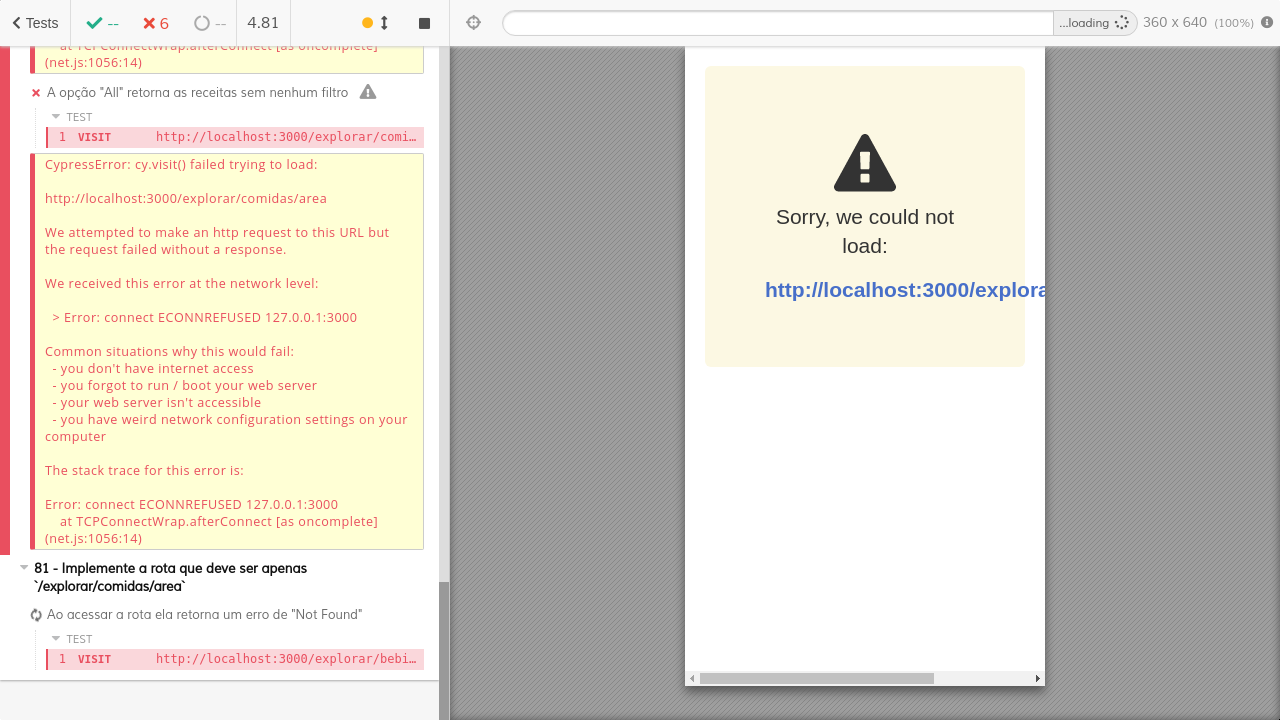 Tests
--
6
--
4.81
...loading
360 x 640 (100%)
at TCPConnectWrap.afterConnect [as oncomplete]
(net.js:1056:14)
A opção "All" retorna as receitas sem nenhum filtro
TEST
1 VISIT http://localhost:3000/explorar/comi…
CypressError: cy.visit() failed trying to load:
http://localhost:3000/explorar/comidas/area
We attempted to make an http request to this URL but
the request failed without a response.
We received this error at the network level:
> Error: connect ECONNREFUSED 127.0.0.1:3000
Common situations why this would fail:
- you don't have internet access
- you forgot to run / boot your web server
- your web server isn't accessible
- you have weird network configuration settings on your
computer
The stack trace for this error is:
Error: connect ECONNREFUSED 127.0.0.1:3000
at TCPConnectWrap.afterConnect [as oncomplete]
(net.js:1056:14)
81 - Implemente a rota que deve ser apenas
`/explorar/comidas/area`
Ao acessar a rota ela retorna um erro de "Not Found"
TEST
1 VISIT http://localhost:3000/explorar/bebi…
Sorry, we could not
load:
http://localhost:3000/explora